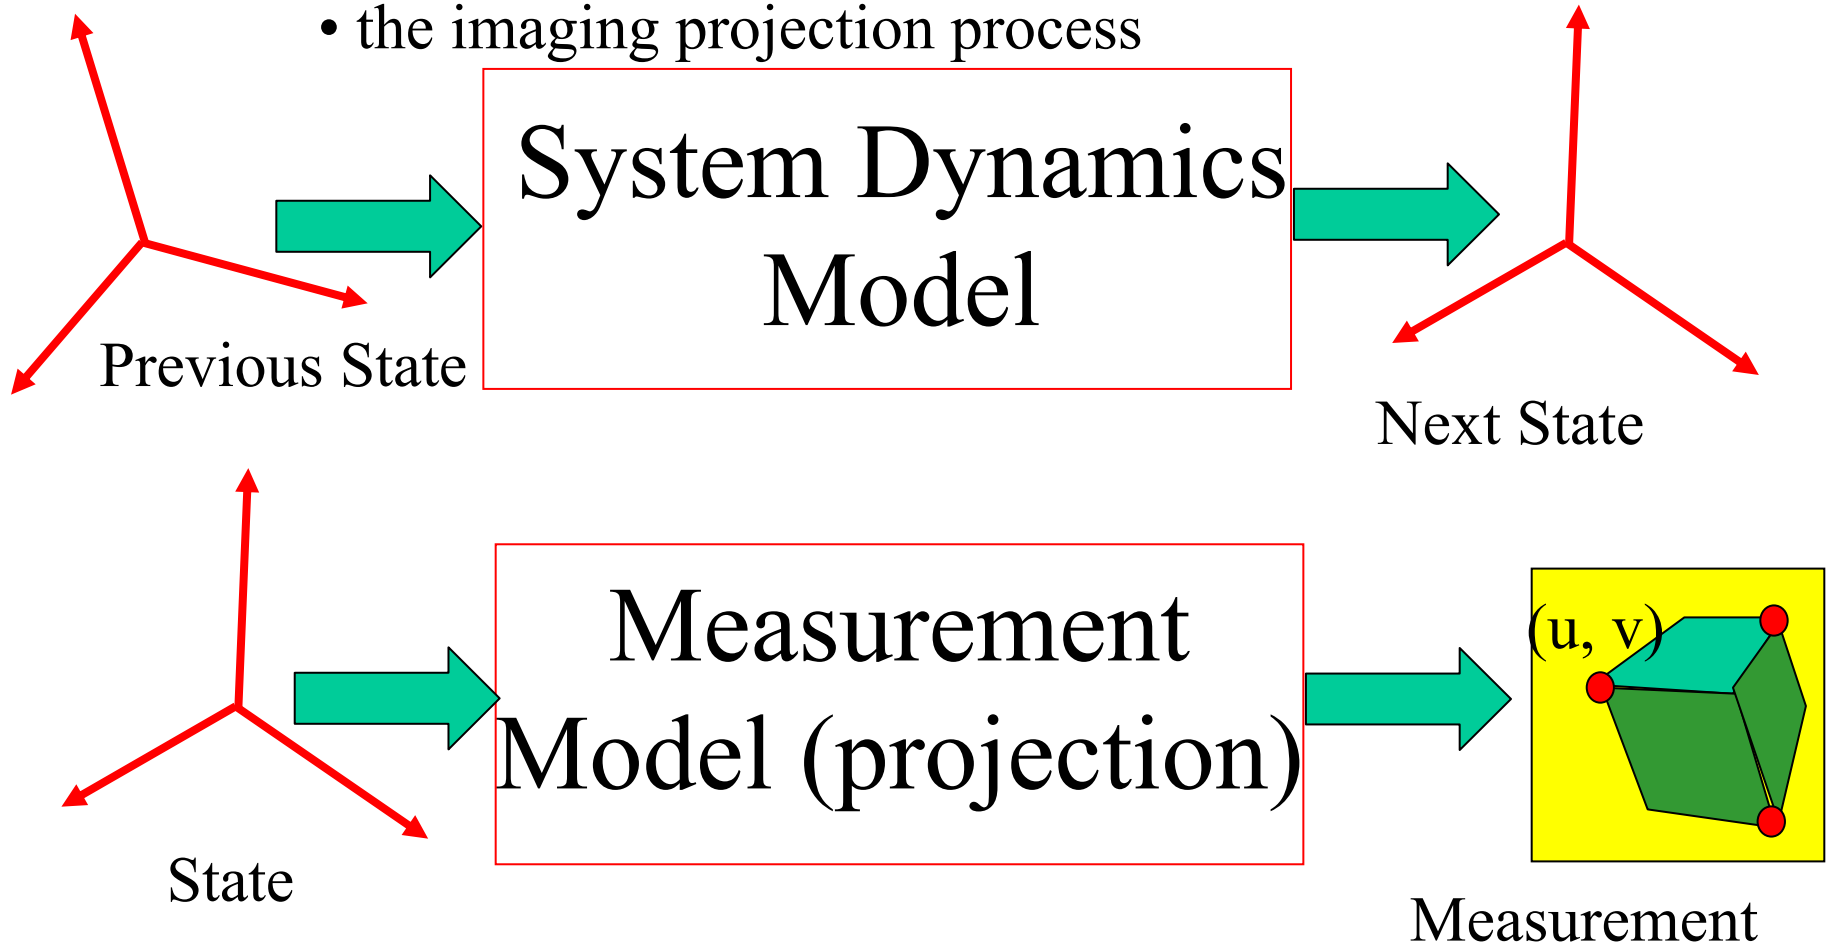 • the imaging projection process
System Dynamics
Model
Previous State
Next State
Measurement
Model (projection)
(u, v)
State
Measurement